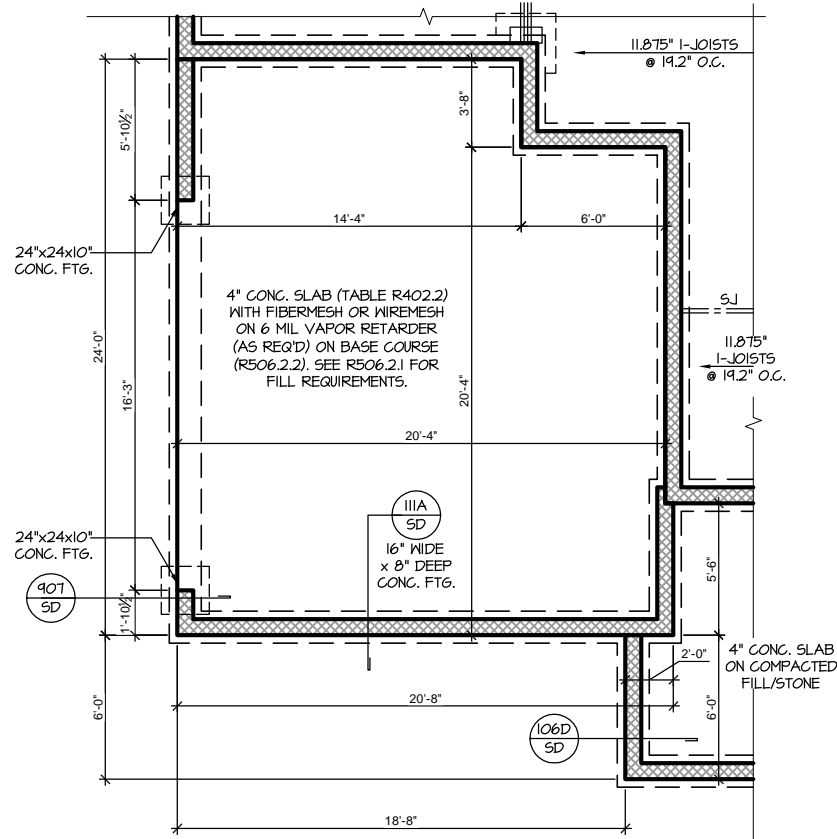 11.875" I-JOISTS
@ 19.2" O.C.
3'-8"
5'-10½"
14'-4"
6'-0"
24"x24x10"
CONC. FTG.
4" CONC. SLAB (TABLE R402.2)
WITH FIBERMESH OR WIREMESH
ON 6 MIL VAPOR RETARDER
(AS REQ'D) ON BASE COURSE
(R506.2.2). SEE R506.2.1 FOR
FILL REQUIREMENTS.
SJ
11.875"
I-JOISTS
@ 19.2" O.C.
24'-0"
16'-3"
20'-4"
20'-4"
111A
SD
16" WIDE
x 8" DEEP
CONC. FTG.
24"x24x10"
CONC. FTG.
907
SD
1'-10½"
5'-6"
4" CONC. SLAB
ON COMPACTED
FILL/STONE
2'-0"
20'-8"
6'-0"
6'-0"
106D
SD
18'-8"